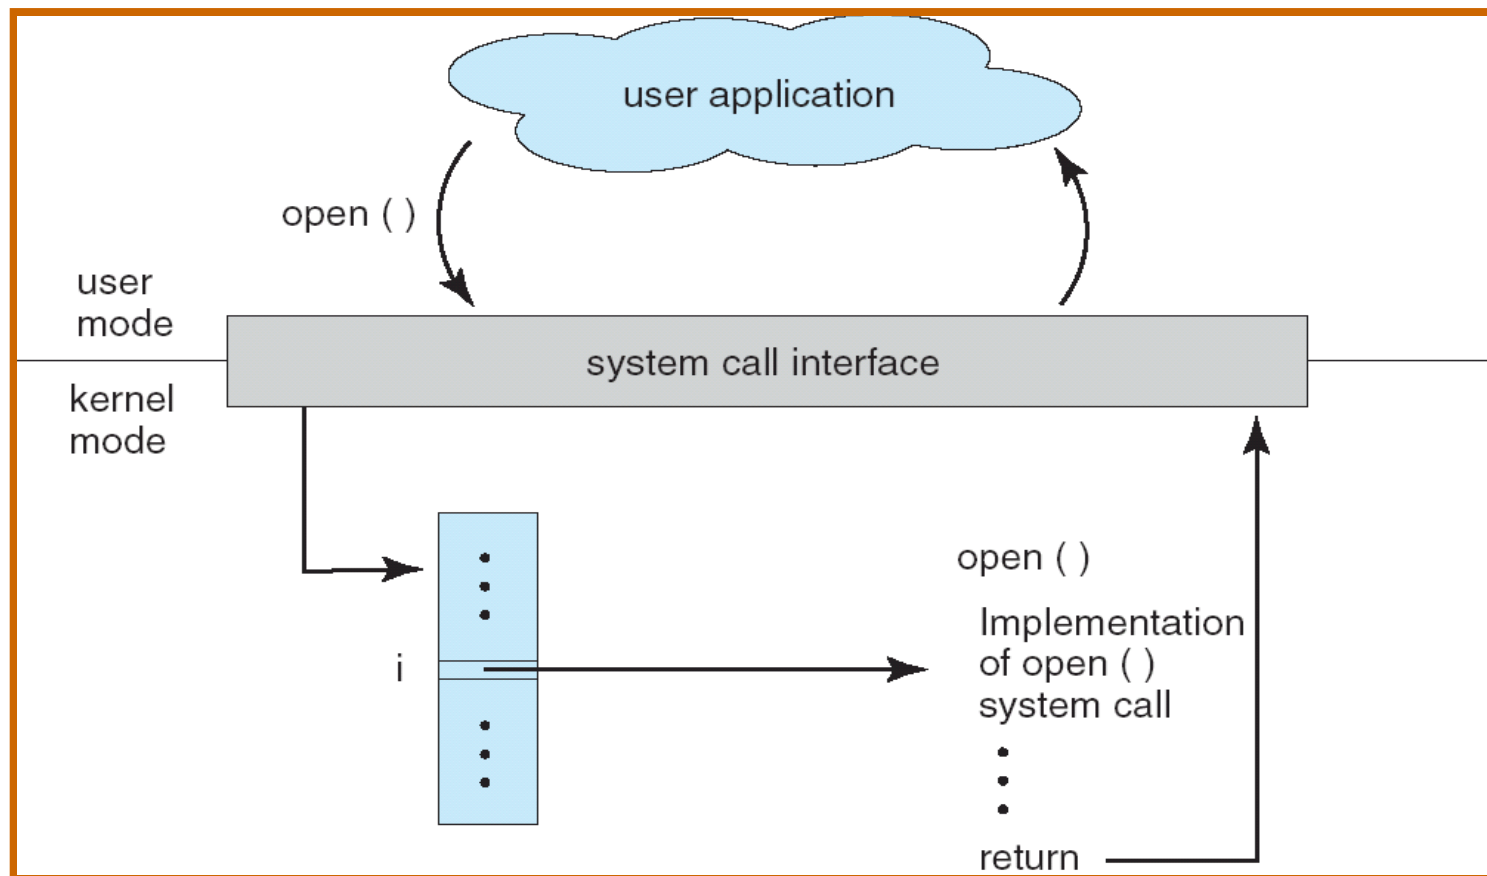 user application
open ( )
user
mode
system call interface
kernel
mode
open ( )
Implementation
of open ( )
system call
i
return